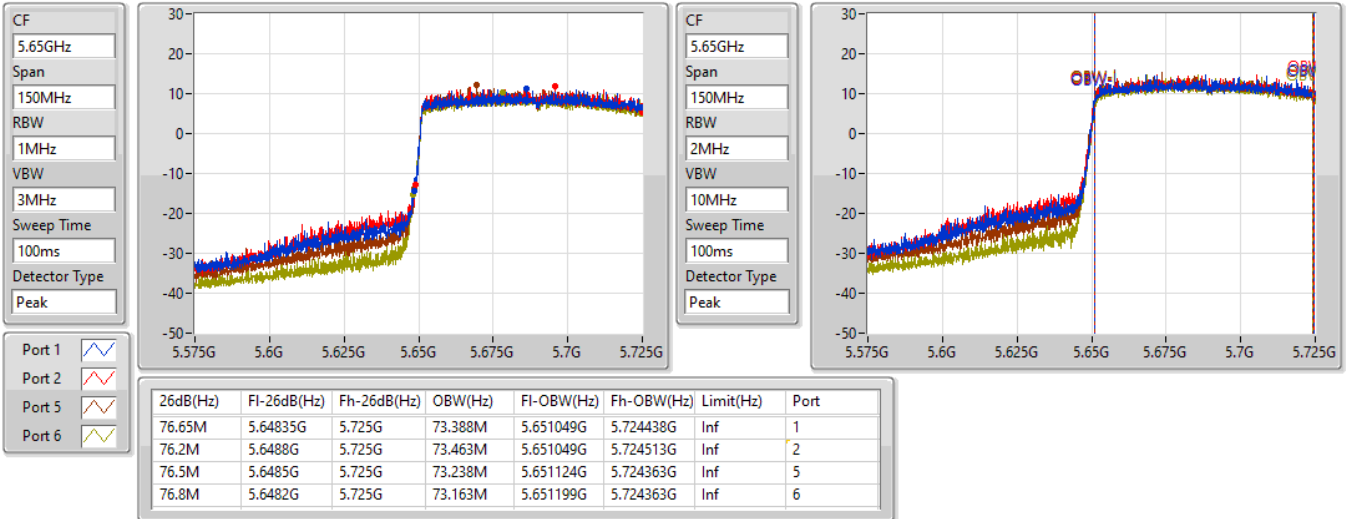 CF
5.65GHz
Span
150MHz
RBW
1MHz
VBW
3MHz
Sweep Time
100ms
Detector Type
Peak
30
20
10
0
-10
-20
-30
-40
-50
5.575G 5.6G 5.625G 5.65G 5.675G 5.7G 5.725G
CF
5.65GHz
Span
150MHz
RBW
2MHz
VBW
10MHz
Sweep Time
100ms
Detector Type
Peak
30
20
10
0
-10
-20
-30
-40
-50
OBW-
5.575G 5.6G 5.625G 5.65G 5.675G 5.7G 5.725G
Port 1
Port 2
Port 5
Port 6
26dB(Hz) Fl-26dB(Hz) Fh-26dB(Hz) OBW(Hz) Fl-OBW(Hz) Fh-OBW(Hz) Limit(Hz) Port
76.65M 5.64835G 5.725G 73.388M 5.651049G 5.724438G Inf 1
76.2M 5.6488G 5.725G 73.463M 5.651049G 5.724513G Inf 2
76.5M 5.6485G 5.725G 73.238M 5.651124G 5.724363G Inf 5
76.8M 5.6482G 5.725G 73.163M 5.651199G 5.724363G Inf 6